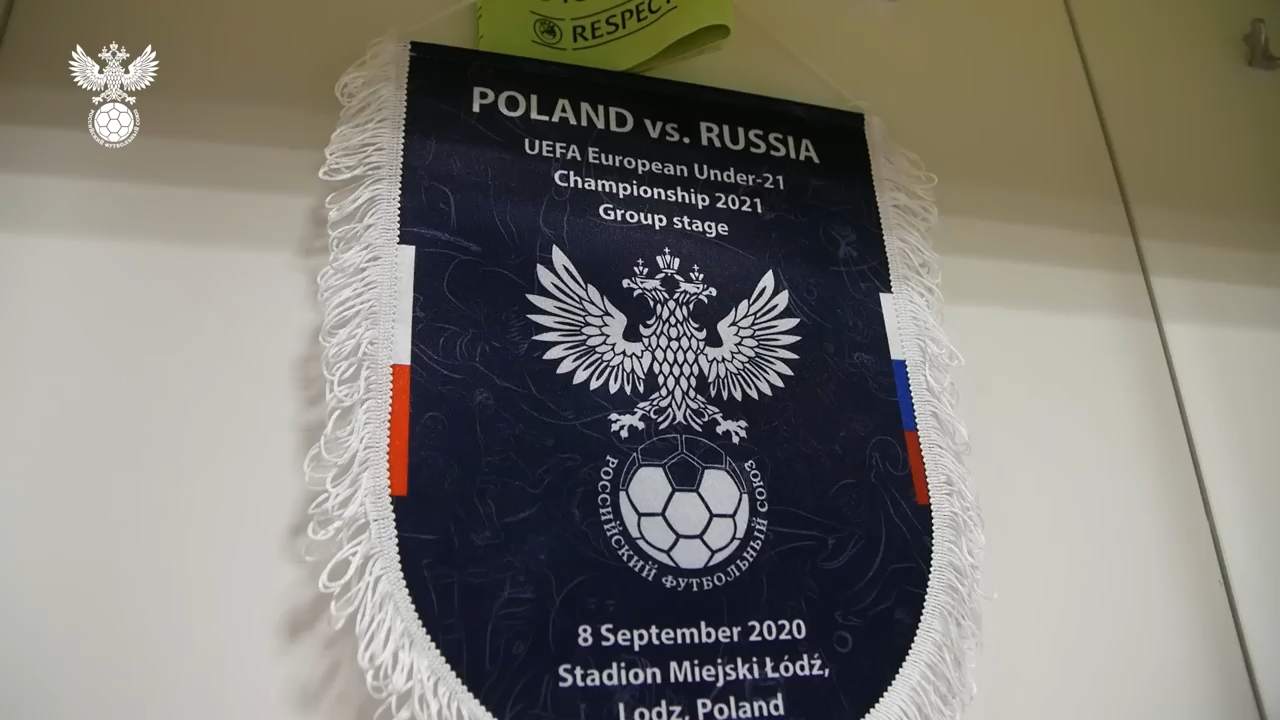 RESPECT
POLAND vs. RUSSIA
UEFA European Under-21
Championship 2021
Group stage
РОССИЙСКИЙ ФУТБОЛЬНЫЙ СОЮЗ
8 September 2020
Stadion Miejski Łódź,
Lodz, Poland